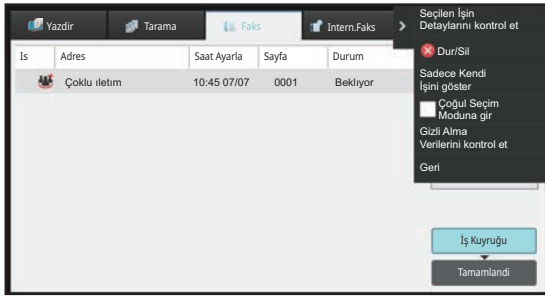 Yazdir
Tarama
Faks
Intern.Faks
Is
Adres
Saat Ayarla
Sayfa
Durum
Çoklu ıletım
10:45 07/07
0001
Beklıyor
Seçilen İşin
Detaylarını kontrol et
Dur/Sil
Sadece Kendi
İşini göster
Çoğul Seçim
Moduna gir
Gizli Alma
Verilerini kontrol et
Geri
İş Kuyruğu
Tamamlandi